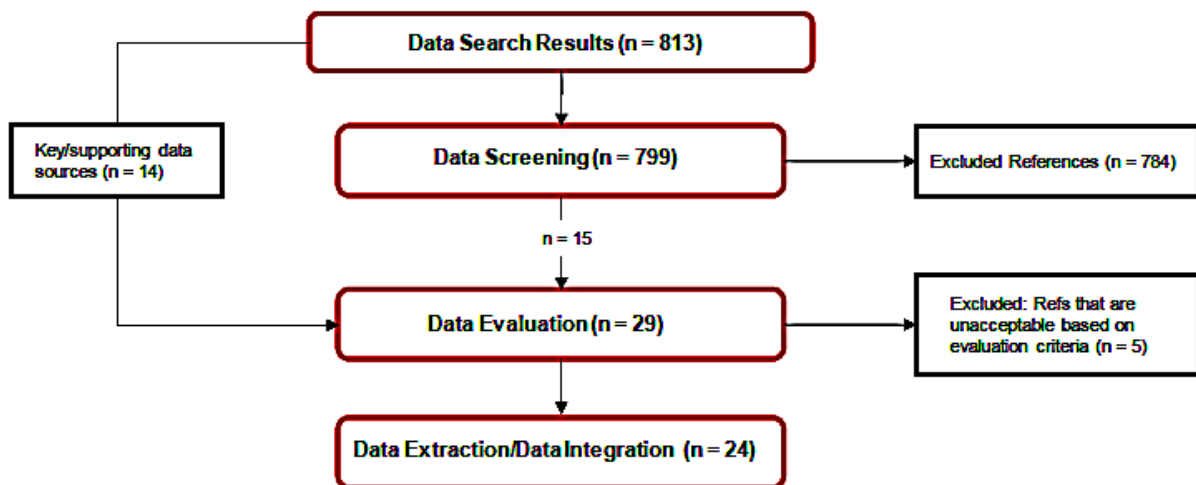 Data Search Results (n = 813)
Key/supporting data
sources (n = 14)
Data Screening (n = 799)
Excluded References (n = 784)
n = 15
Data Evaluation (n = 29)
Excluded: Refs that are
unacceptable based on
evaluation criteria (n = 5)
Data Extraction/Data Integration (n = 24)